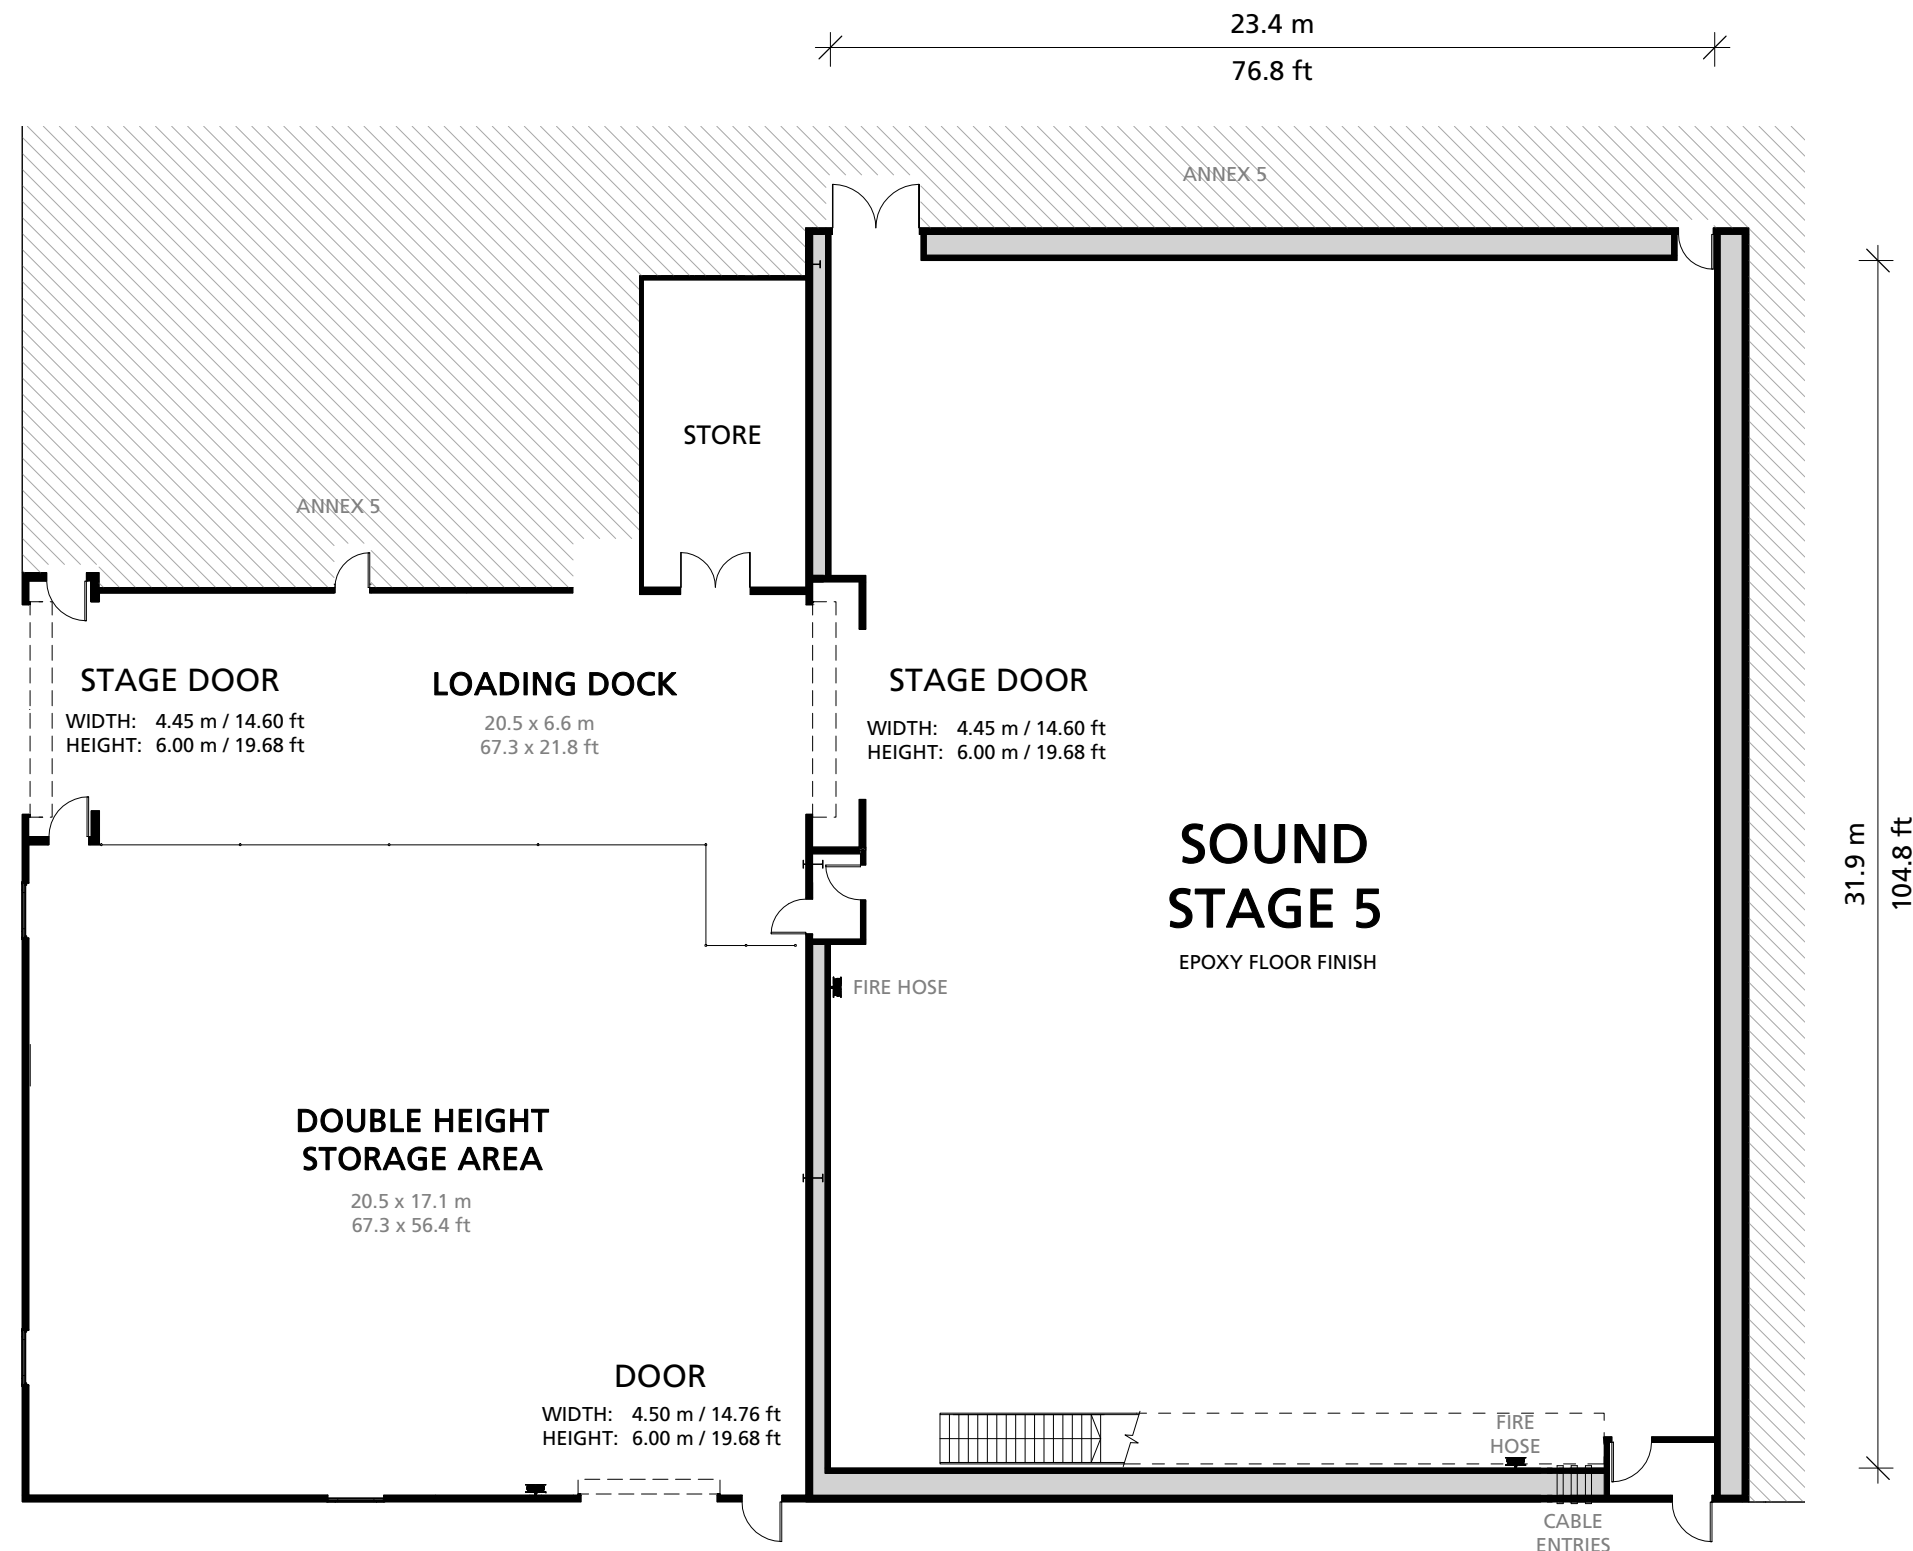 23.4 m
76.8 ft
ANNEX 5
STORE
ANNEX 5
STAGE DOOR
WIDTH: 4.45 m / 14.60 ft
HEIGHT: 6.00 m / 19.68 ft
LOADING DOCK
20.5 x 6.6 m
67.3 x 21.8 ft
STAGE DOOR
WIDTH: 4.45 m / 14.60 ft
HEIGHT: 6.00 m / 19.68 ft
SOUND
STAGE 5
EPOXY FLOOR FINISH
31.9 m
104.8 ft
FIRE HOSE
DOUBLE HEIGHT
STORAGE AREA
20.5 x 17.1 m
67.3 x 56.4 ft
DOOR
WIDTH: 4.50 m / 14.76 ft
HEIGHT: 6.00 m / 19.68 ft
FIRE
HOSE
CABLE
ENTRIES